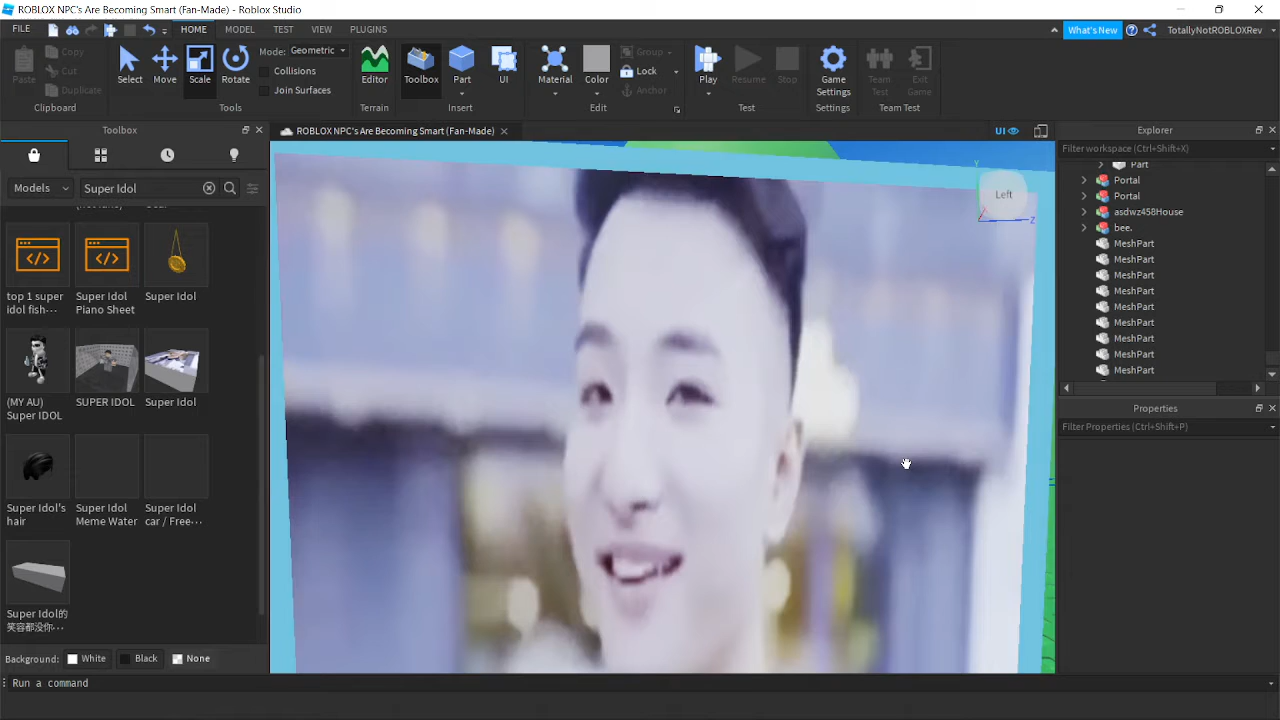 ROBLOX NPC's Are Becoming Smart (Fan-Made) - Roblox Studio
FILE HOME MODEL TEST VIEW PLUGINS What's New TotallyNotROBLOXRev
Paste Copy Cut Duplicate Select Move Scale Rotate Mode: Geometric Collisions Join Surfaces Editor Toolbox Part UI Material Color Group Lock Anchor Play Resume Stop Game Settings Team Test Exit Game
Clipboard Tools Terrain Insert Edit Test Settings Team Test
Toolbox
ROBLOX NPC's Are Becoming Smart (Fan-Made)
UI
Models Super Idol
top 1 super
idol fish···
Super Idol
Piano Sheet
Super Idol
(MY AU)
Super IDOL
SUPER IDOL
Super Idol
Super Idol's
hair
Super Idol
Meme Water
Super Idol
car / Free···
Super Idol的
笑容都没你···
Background: White Black None
Run a command
Left
y
z
Explorer
Filter workspace (Ctrl+Shift+X)
Part
Portal
Portal
asdwz458House
bee.
MeshPart
MeshPart
MeshPart
MeshPart
MeshPart
MeshPart
MeshPart
MeshPart
MeshPart
Properties
Filter Properties (Ctrl+Shift+P)